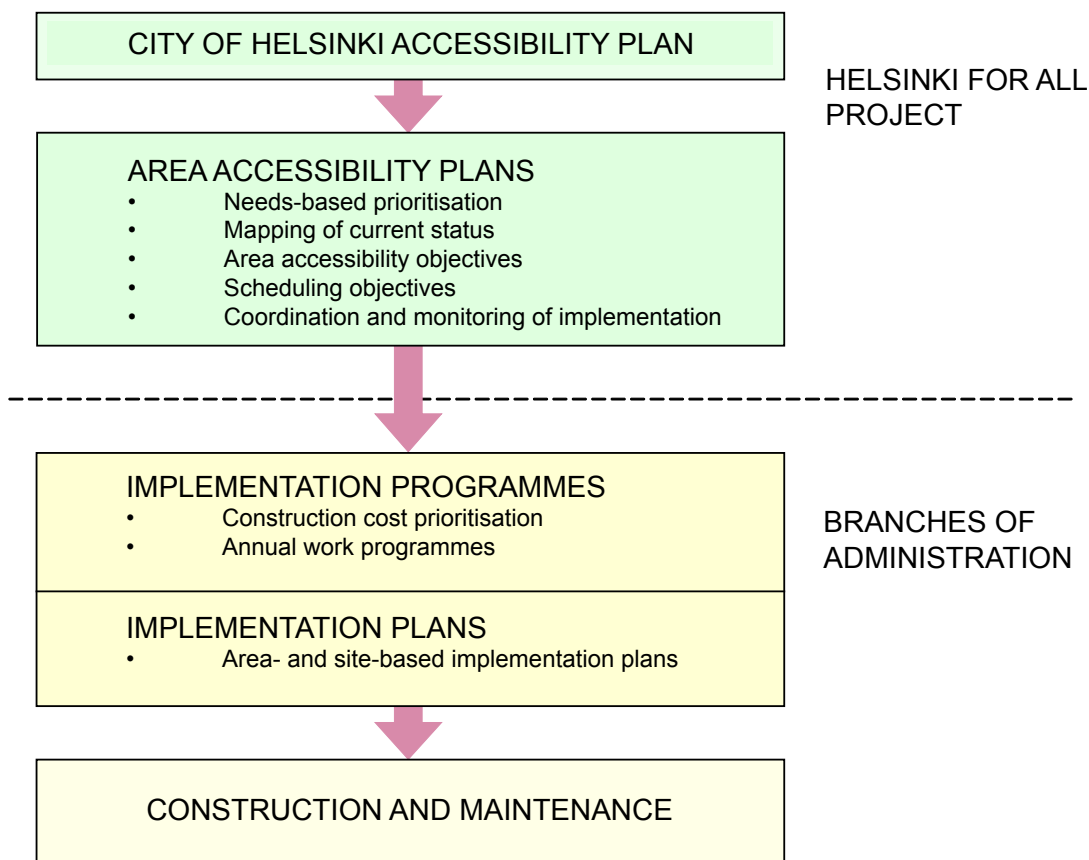 CITY OF HELSINKI ACCESSIBILITY PLAN
HELSINKI FOR ALL
PROJECT
AREA ACCESSIBILITY PLANS
• Needs-based prioritisation
• Mapping of current status
• Area accessibility objectives
• Scheduling objectives
• Coordination and monitoring of implementation
IMPLEMENTATION PROGRAMMES
• Construction cost prioritisation
• Annual work programmes
BRANCHES OF
ADMINISTRATION
IMPLEMENTATION PLANS
• Area- and site-based implementation plans
CONSTRUCTION AND MAINTENANCE